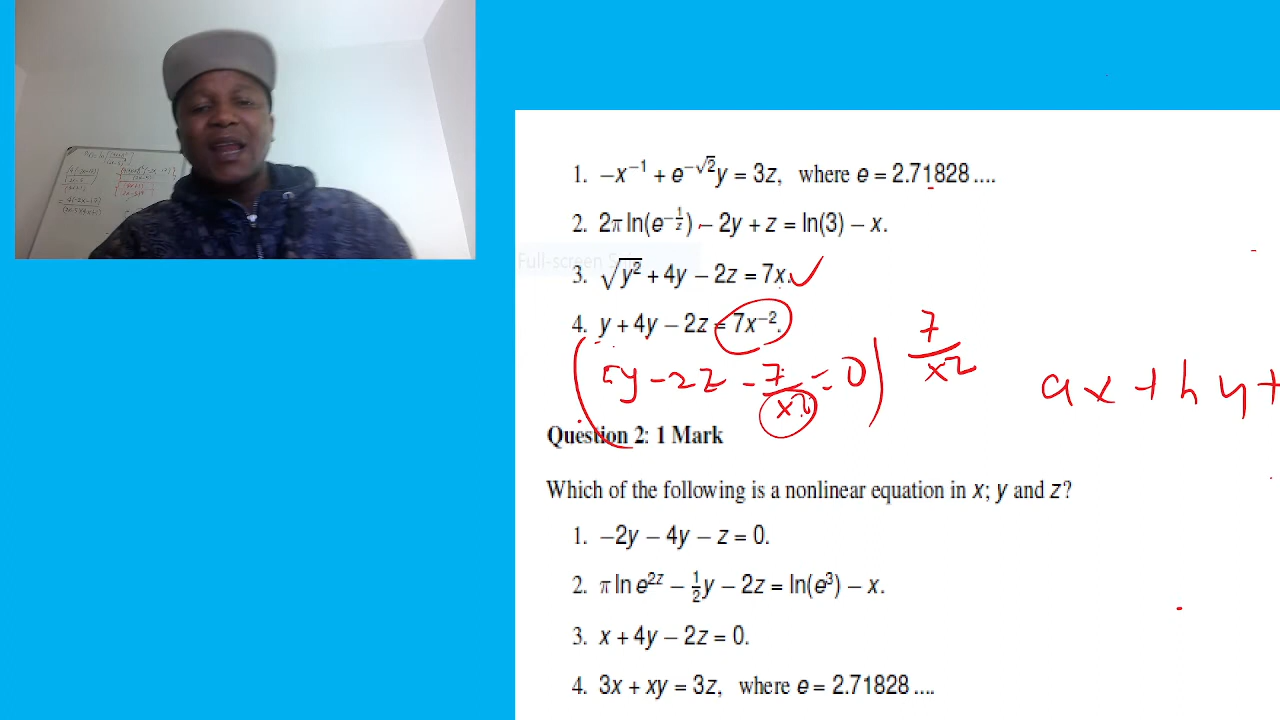 1. −x⁻¹ + e^(−√2)y = 3z, where e = 2.71828 ....
2. 2π ln(e^(−1/z)) − 2y + z = ln(3) − x.
Full-screen S
3. √y² + 4y − 2z = 7x. ✓
4. y + 4y − 2z = 7x⁻².
7/x²
(5y − 2z − 7/x² = 0)
ax + by +
Question 2: 1 Mark
Which of the following is a nonlinear equation in x; y and z?
1. −2y − 4y − z = 0.
2. π ln e^(2z) − ½y − 2z = ln(e³) − x.
3. x + 4y − 2z = 0.
4. 3x + xy = 3z, where e = 2.71828 ....